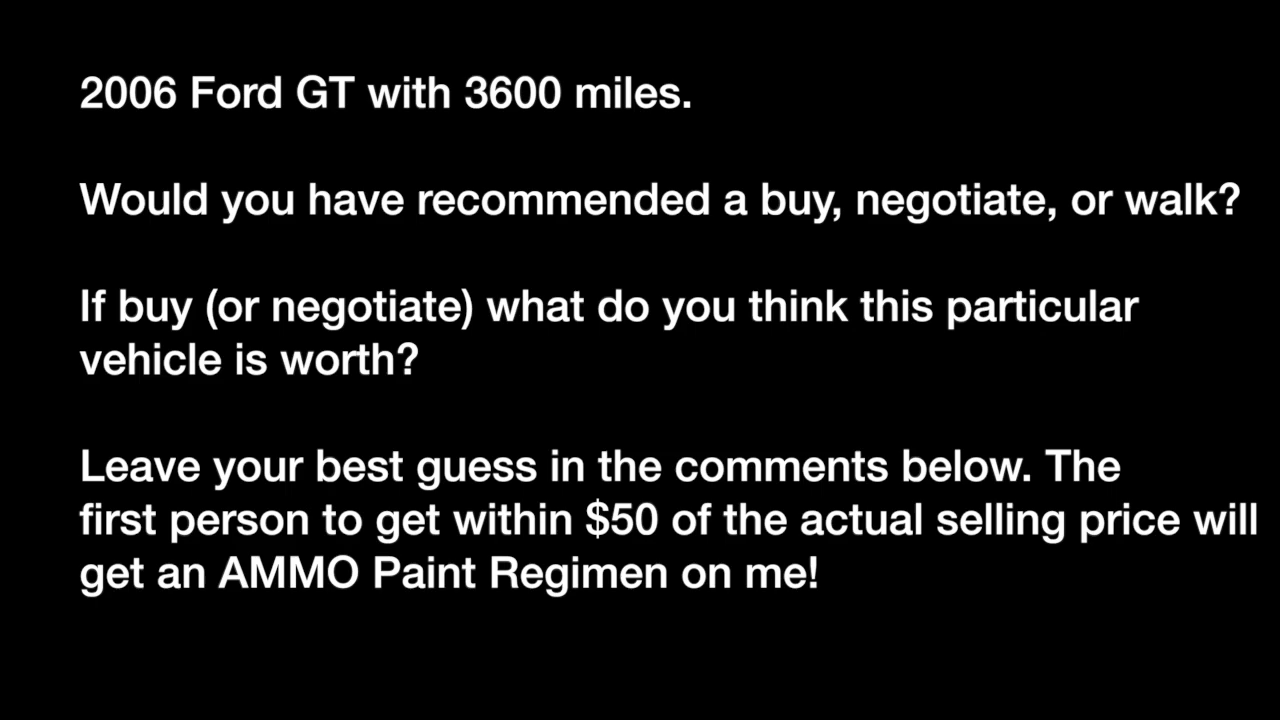 2006 Ford GT with 3600 miles.
Would you have recommended a buy, negotiate, or walk?
If buy (or negotiate) what do you think this particular
vehicle is worth?
Leave your best guess in the comments below. The
first person to get within $50 of the actual selling price will
get an AMMO Paint Regimen on me!